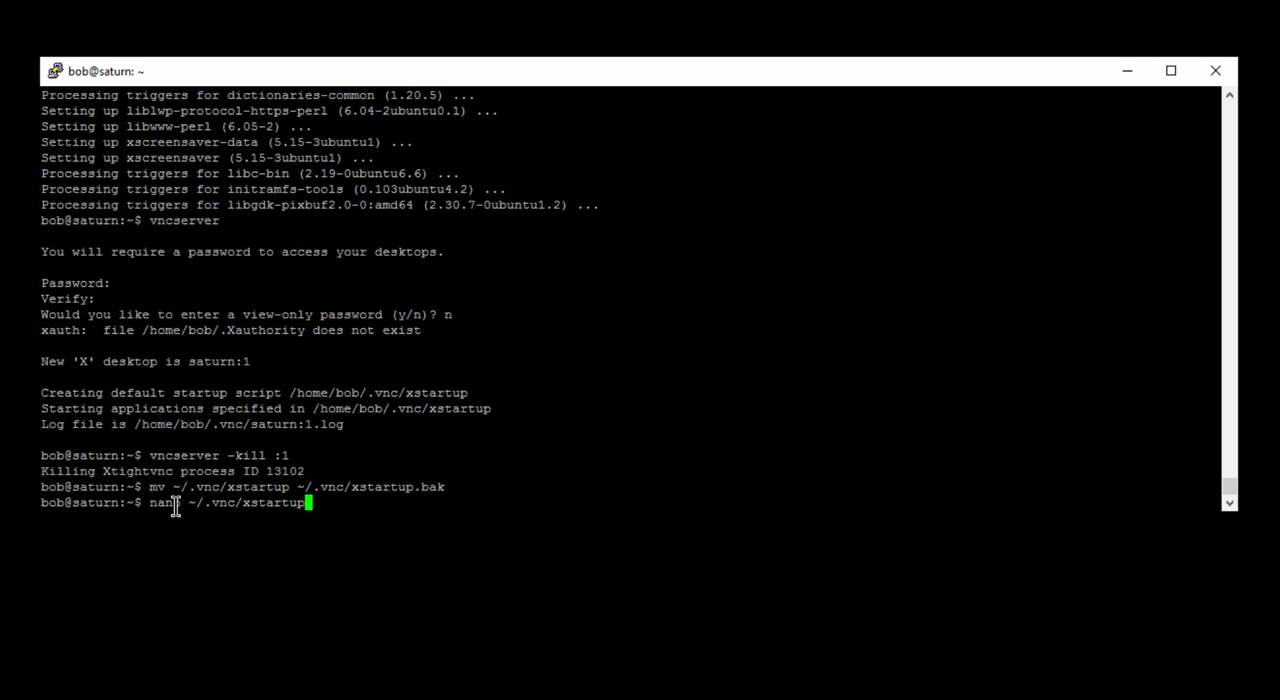 bob@saturn: ~
Processing triggers for dictionaries-common (1.20.5) ...
Setting up liblwp-protocol-https-perl (6.04-2ubuntu0.1) ...
Setting up libwww-perl (6.05-2) ...
Setting up xscreensaver-data (5.15-3ubuntu1) ...
Setting up xscreensaver (5.15-3ubuntu1) ...
Processing triggers for libc-bin (2.19-0ubuntu6.6) ...
Processing triggers for initramfs-tools (0.103ubuntu4.2) ...
Processing triggers for libgdk-pixbuf2.0-0:amd64 (2.30.7-0ubuntu1.2) ...
bob@saturn:~$ vncserver
You will require a password to access your desktops.
Password:
Verify:
Would you like to enter a view-only password (y/n)? n
xauth:  file /home/bob/.Xauthority does not exist
New 'X' desktop is saturn:1
Creating default startup script /home/bob/.vnc/xstartup
Starting applications specified in /home/bob/.vnc/xstartup
Log file is /home/bob/.vnc/saturn:1.log
bob@saturn:~$ vncserver -kill :1
Killing Xtightvnc process ID 13102
bob@saturn:~$ mv ~/.vnc/xstartup ~/.vnc/xstartup.bak
bob@saturn:~$ nano ~/.vnc/xstartup